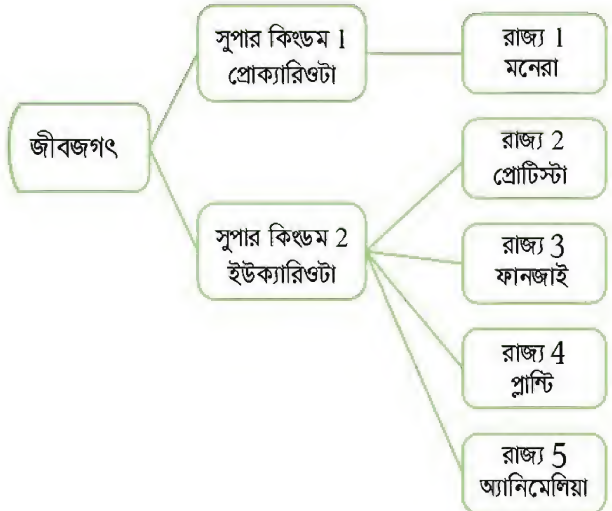 জীবজগৎ
সুপার কিংডম 1
প্রোক্যারিওটা
রাজ্য 1
মনেরা
সুপার কিংডম 2
ইউক্যারিওটা
রাজ্য 2
প্রোটিস্টা
রাজ্য 3
ফানজাই
রাজ্য 4
প্লান্টি
রাজ্য 5
অ্যানিমেলিয়া